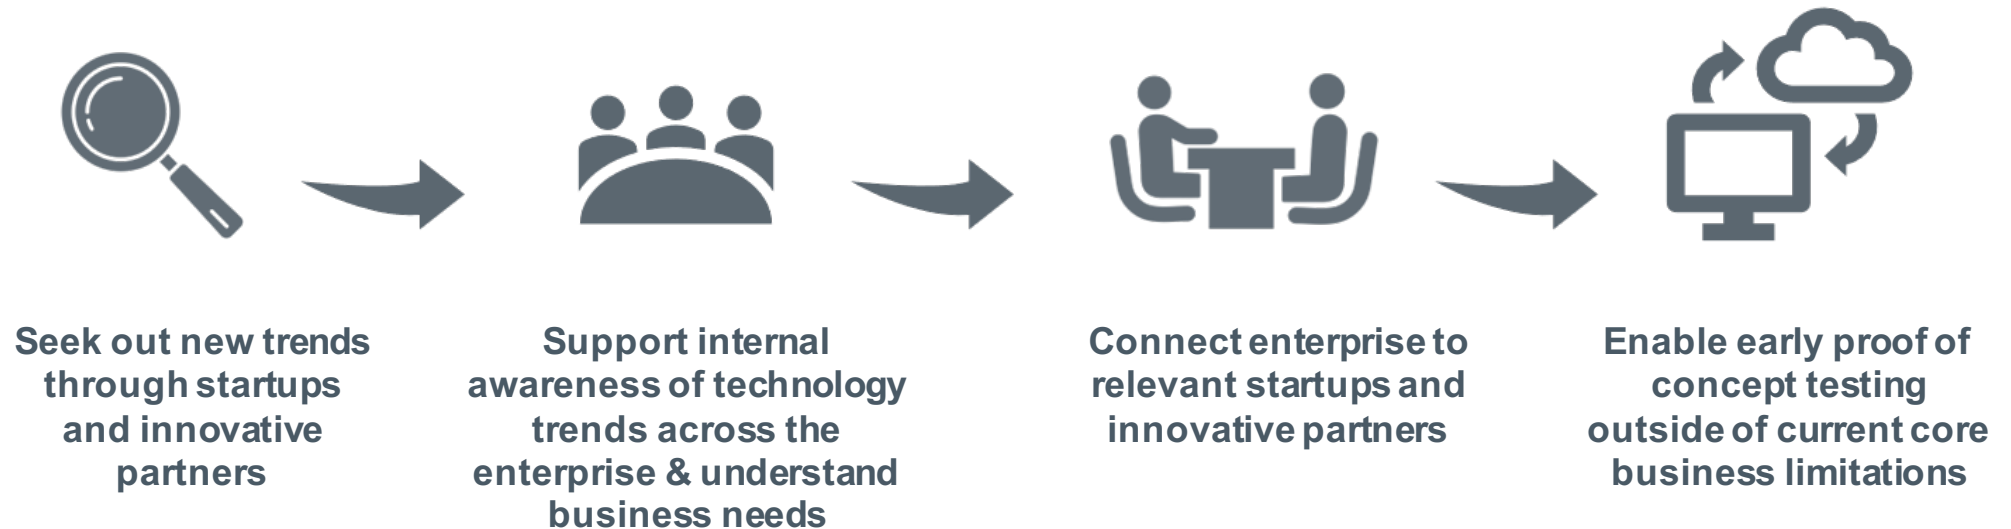 Seek out new trends
through startups
and innovative
partners
Support internal
awareness of technology
trends across the
enterprise & understand
business needs
Connect enterprise to
relevant startups and
innovative partners
Enable early proof of
concept testing
outside of current core
business limitations